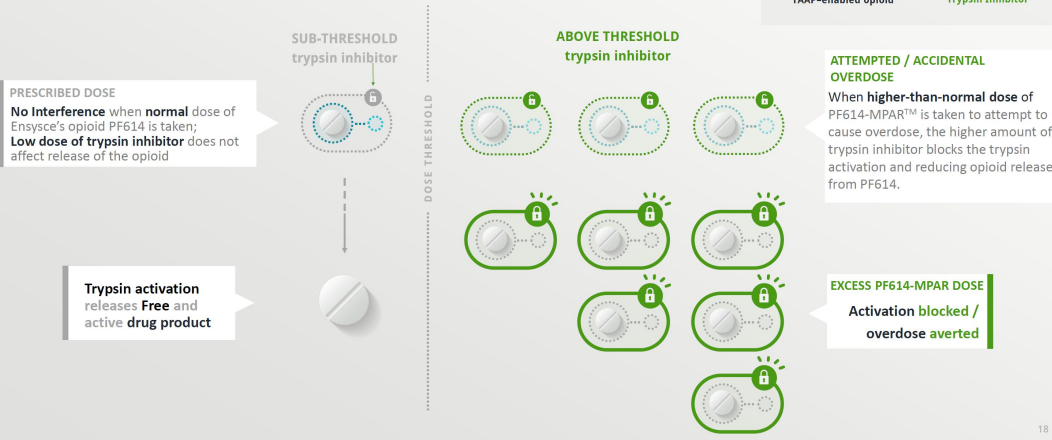 TAAP-enabled opioid
Trypsin Inhibitor
SUB-THRESHOLD
trypsin inhibitor
ABOVE THRESHOLD
trypsin inhibitor
PRESCRIBED DOSE
No Interference when normal dose of
Ensysce's opioid PF614 is taken;
Low dose of trypsin inhibitor does not
affect release of the opioid
DOSE THRESHOLD
ATTEMPTED / ACCIDENTAL
OVERDOSE
When higher-than-normal dose of
PF614-MPAR™ is taken to attempt to
cause overdose, the higher amount of
trypsin inhibitor blocks the trypsin
activation and reducing opioid release
from PF614.
Trypsin activation
releases Free and
active drug product
EXCESS PF614-MPAR DOSE
Activation blocked /
overdose averted
18